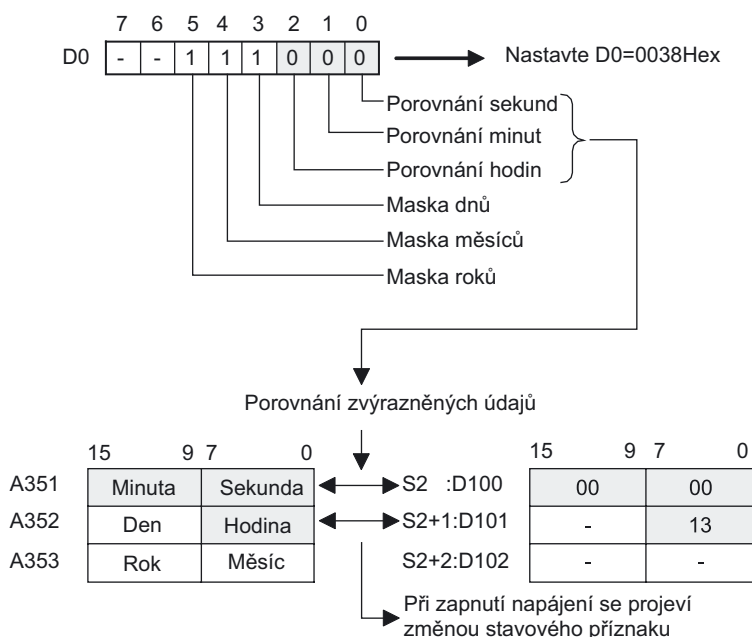 7 6 5 4 3 2 1 0
D0 - - 1 1 1 0 0 0 Nastavte D0=0038Hex
Porovnání sekund
Porovnání minut
Porovnání hodin
Maska dnů
Maska měsíců
Maska roků
Porovnání zvýrazněných údajů
15 9 7 0 15 9 7 0
A351 Minuta Sekunda S2 :D100 00 00
A352 Den Hodina S2+1:D101 - 13
A353 Rok Měsíc S2+2:D102 - -
Při zapnutí napájení se projeví
změnou stavového příznaku